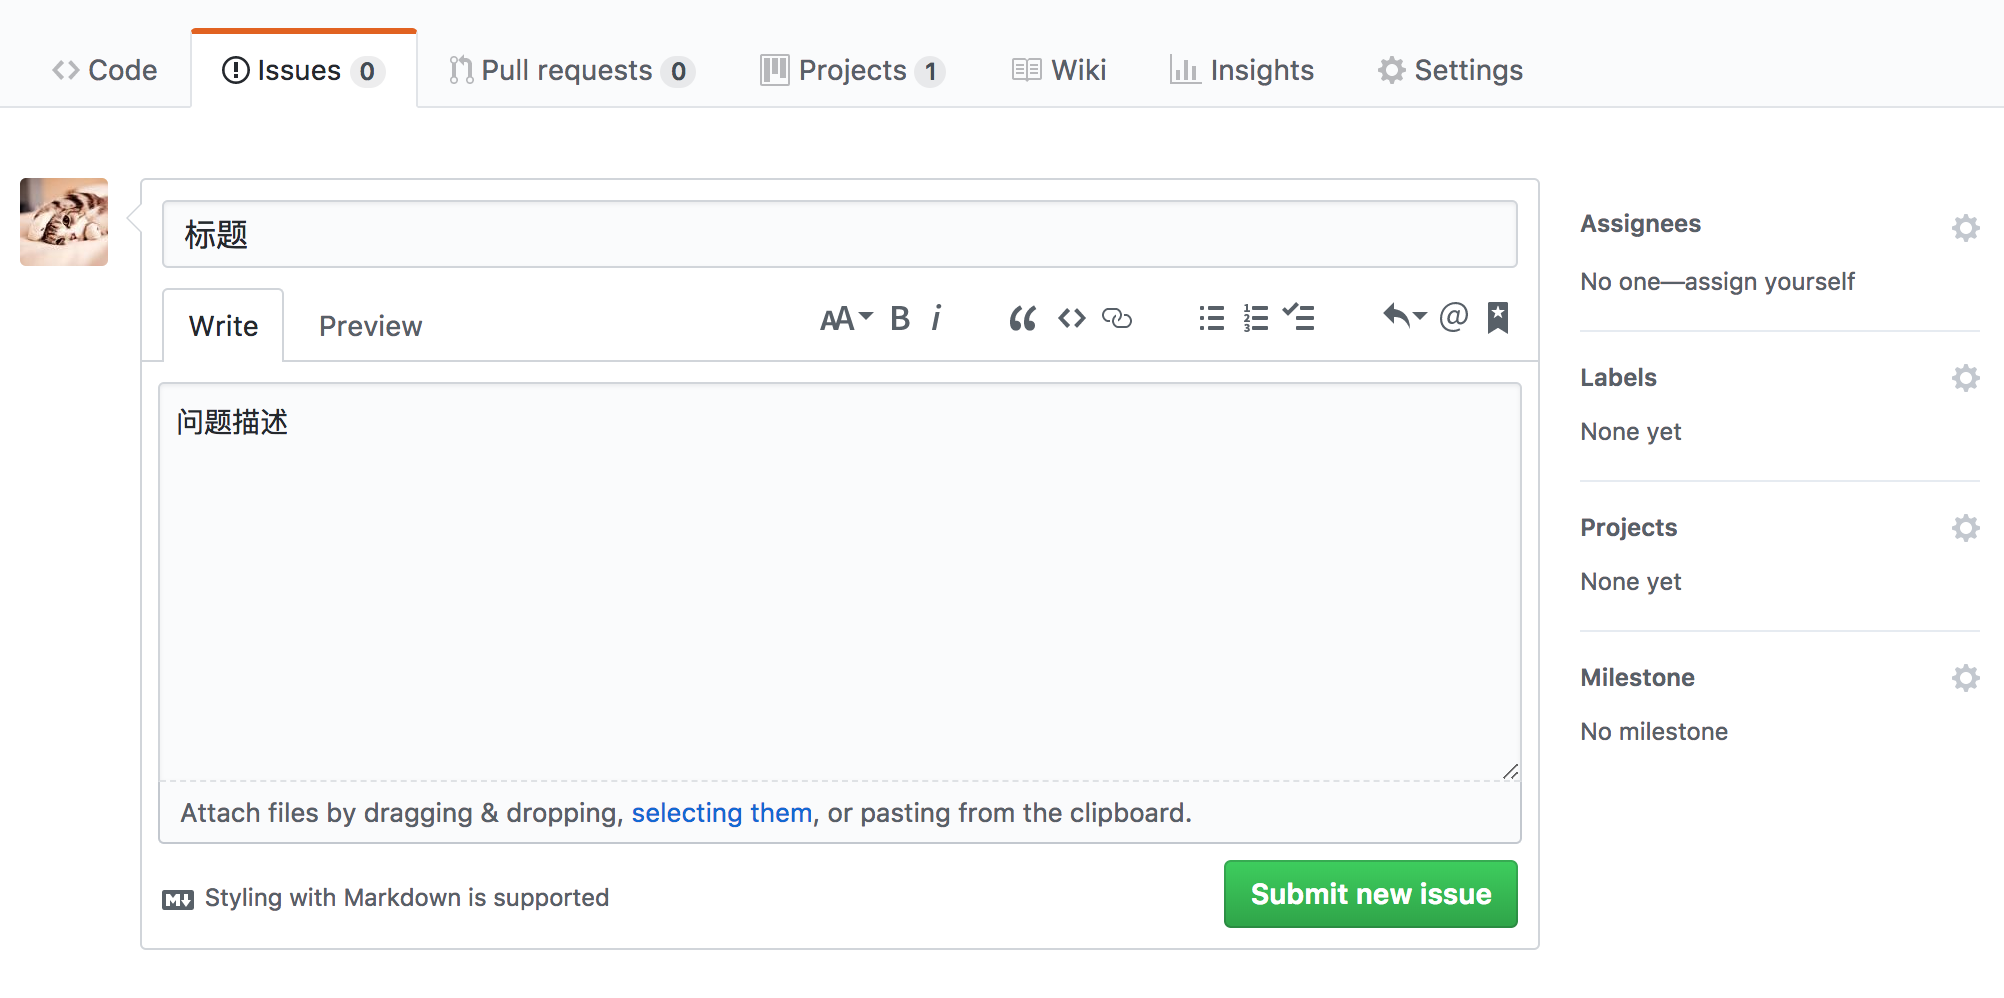 Code Issues 0 Pull requests 0 Projects 1 Wiki Insights Settings
标题
Write Preview
问题描述
Attach files by dragging & dropping, selecting them, or pasting from the clipboard.
Styling with Markdown is supported
Submit new issue
Assignees
No one—assign yourself
Labels
None yet
Projects
None yet
Milestone
No milestone